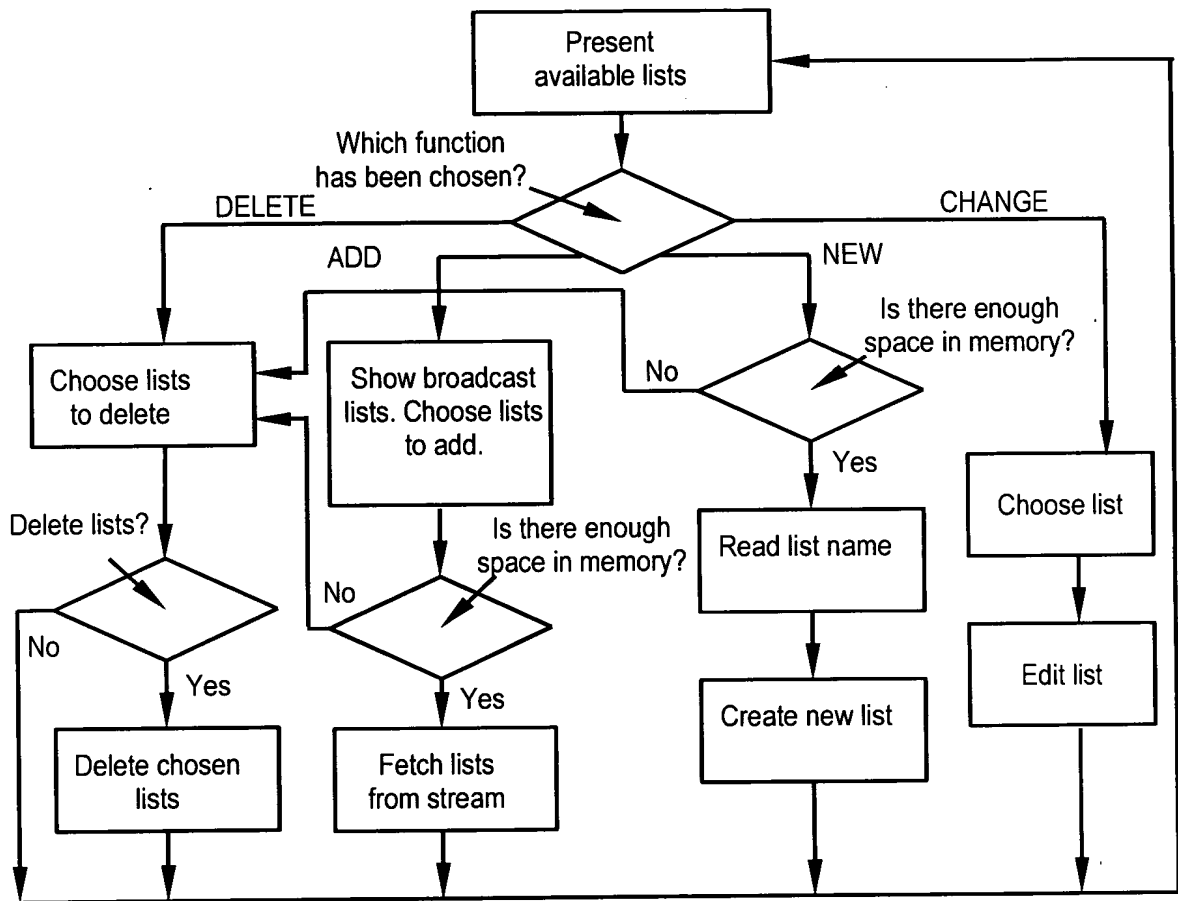 Present
available lists
Which function
has been chosen?
DELETE
CHANGE
ADD
NEW
Is there enough
space in memory?
No
Choose lists
to delete
Show broadcast
lists. Choose lists
to add.
Yes
Choose list
Delete lists?
Is there enough
space in memory?
Read list name
No
No
Yes
Yes
Edit list
Create new list
Delete chosen
lists
Fetch lists
from stream